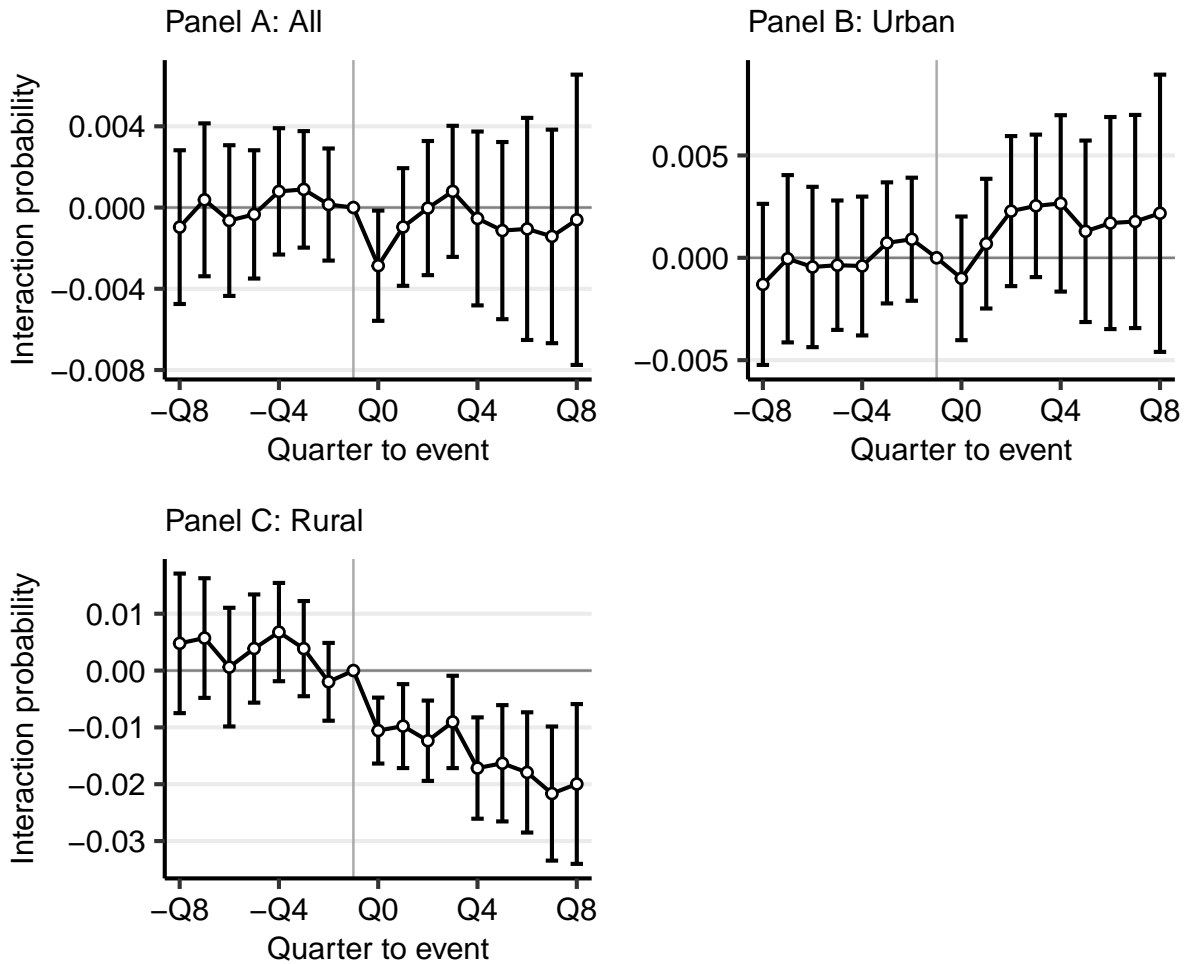 Panel A: All
Interaction probability
0.004
0.000
−0.004
−0.008
−Q8 −Q4 Q0 Q4 Q8
Quarter to event
Panel B: Urban
0.005
0.000
−0.005
−Q8 −Q4 Q0 Q4 Q8
Quarter to event
Panel C: Rural
Interaction probability
0.01
0.00
−0.01
−0.02
−0.03
−Q8 −Q4 Q0 Q4 Q8
Quarter to event